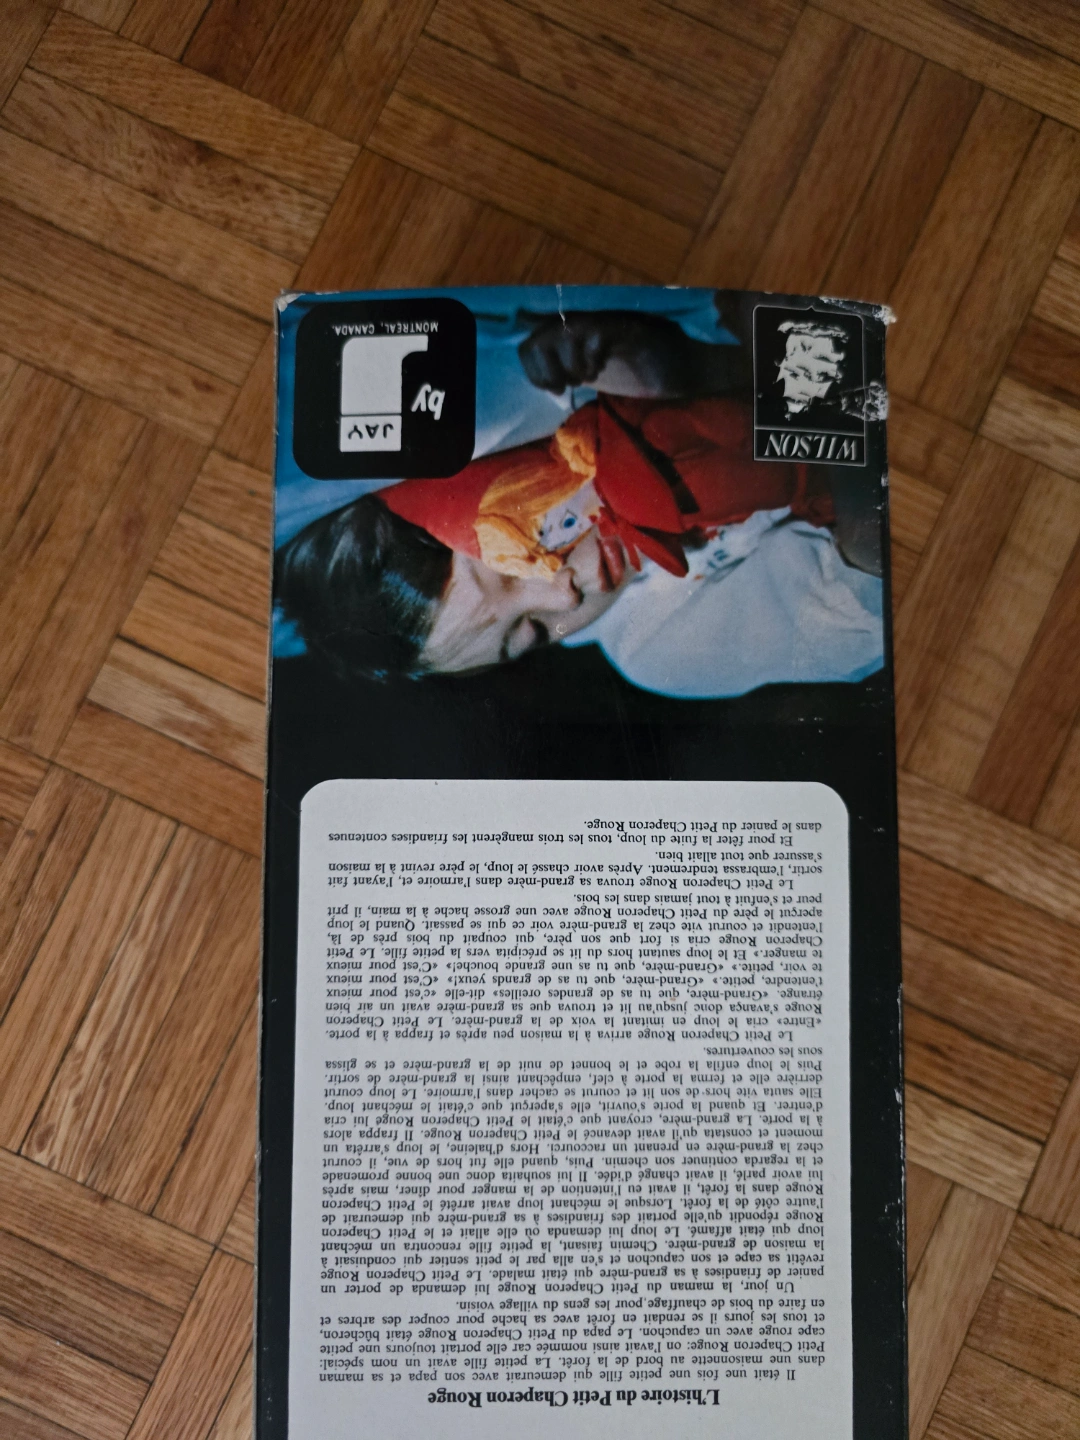 L'histoire du Petit Chaperon Rouge
Il était une fois une petite fille qui demeurait avec son papa et sa maman
dans une maisonnette au bord de la forêt. La petite fille avait un nom spécial:
Petit Chaperon Rouge: on l'avait ainsi nommée car elle portait toujours une petite
cape rouge avec un capuchon. Le papa du Petit Chaperon Rouge était bûcheron,
et tous les jours il se rendait en forêt avec sa hache pour couper des arbres et
en faire du bois de chauffage pour les gens du village voisin.
Un jour, la maman du Petit Chaperon Rouge lui demanda de porter un
panier de friandises à sa grand-mère qui était malade. Le Petit Chaperon Rouge
revêtit sa cape et son capuchon et s'en alla par le petit sentier qui conduisait à
la maison de grand-mère. Chemin faisant, la petite fille rencontra un méchant
loup qui était affamé. Le loup lui demanda où elle allait et le Petit Chaperon
Rouge répondit qu'elle portait des friandises à sa grand-mère qui demeurait de
l'autre côté de la forêt. Lorsque le méchant loup avait arrêté le Petit Chaperon
Rouge dans la forêt, il avait eu l'intention de la manger pour dîner, mais après
lui avoir parlé, il avait changé d'idée. Il lui souhaita donc une bonne promenade
et la regarda continuer son chemin. Puis, quand elle fut hors de vue, il courut
chez la grand-mère en prenant un raccourci. Hors d'haleine, le loup s'arrêta un
moment et constata qu'il avait devancé le Petit Chaperon Rouge. Il frappa alors
à la porte. La grand-mère, croyant que c'était le Petit Chaperon Rouge lui cria
d'entrer. Et quand la porte s'ouvrit, elle s'aperçut que c'était le méchant loup.
Elle sauta vite hors de son lit et courut se cacher dans l'armoire. Le loup courut
derrière elle et ferma la porte à clef, empêchant ainsi la grand-mère de sortir.
Puis le loup enfila la robe et le bonnet de nuit de la grand-mère et se glissa
sous les couvertures.
Le Petit Chaperon Rouge arriva à la maison peu après et frappa à la porte.
«Entre» cria le loup en imitant la voix de la grand-mère. Le Petit Chaperon
Rouge s'avança donc jusqu'au lit et trouva que sa grand-mère avait un air bien
étrange. «Grand-mère, que tu as de grandes oreilles» dit-elle «c'est pour mieux
t'entendre, petite.» «Grand-mère, que tu as de grands yeux!» «C'est pour mieux
te voir, petite.» «Grand-mère, que tu as une grande bouche!» «C'est pour mieux
te manger.» Et le loup sautant hors du lit se précipita vers la petite fille. Le Petit
Chaperon Rouge cria si fort que son père, qui coupait du bois près de là,
l'entendit et courut vite chez la grand-mère voir ce qui se passait. Quand le loup
aperçut le père du Petit Chaperon Rouge avec une grosse hache à la main, il prit
peur et s'enfuit à tout jamais dans les bois.
Le Petit Chaperon Rouge trouva sa grand-mère dans l'armoire et, l'ayant fait
sortir, l'embrassa tendrement. Après avoir chassé le loup, le père revint à la maison
s'assurer que tout allait bien.
Et pour fêter la fuite du loup, tous les trois mangèrent les friandises contenues
dans le panier du Petit Chaperon Rouge.
WILSON
by
JAY
MONTREAL, CANADA.